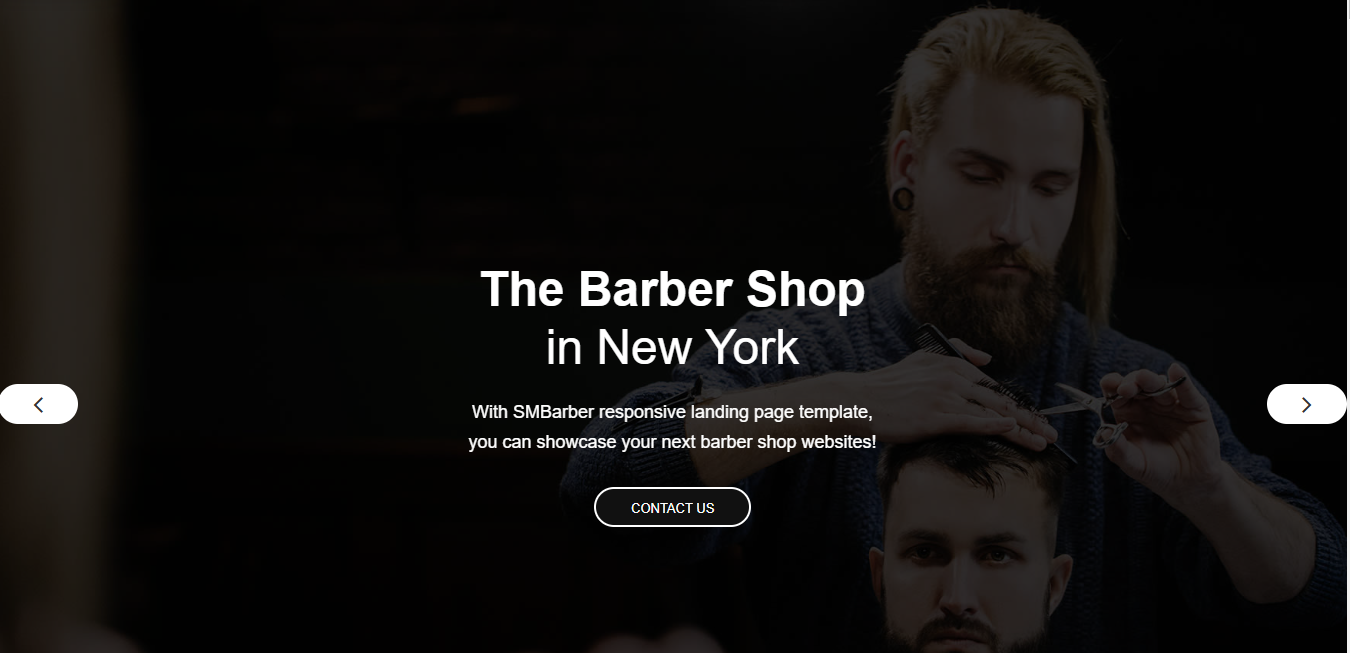 The Barber Shop
in New York
With SMBarber responsive landing page template,
you can showcase your next barber shop websites!
CONTACT US